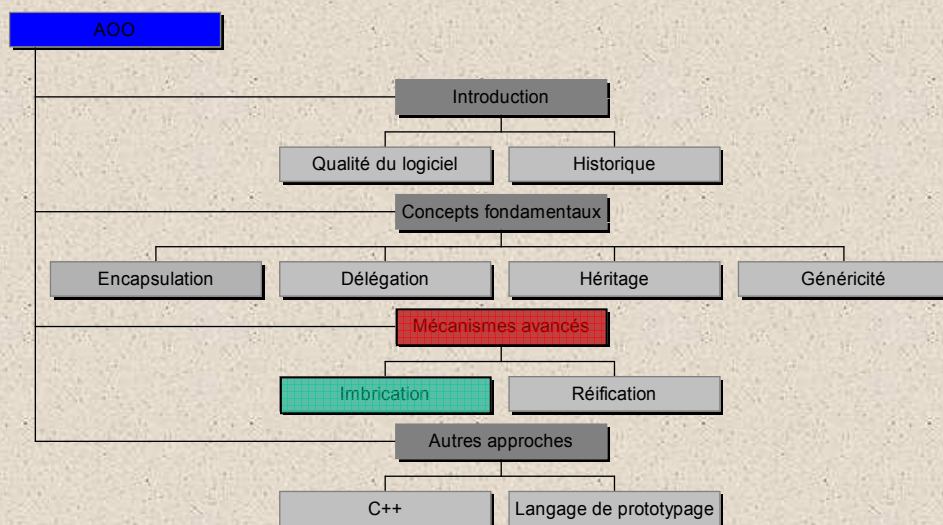 AOO
Introduction
Qualité du logiciel
Historique
Concepts fondamentaux
Encapsulation
Délégation
Héritage
Généricité
Mécanismes avancés
Imbrication
Réification
Autres approches
C++
Langage de prototypage